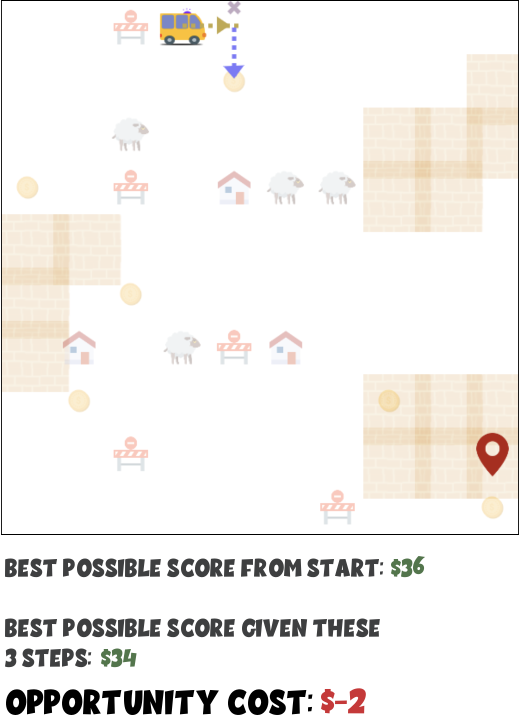 BEST POSSIBLE SCORE FROM START: $36
BEST POSSIBLE SCORE GIVEN THESE
3 STEPS: $34
OPPORTUNITY COST: $-2